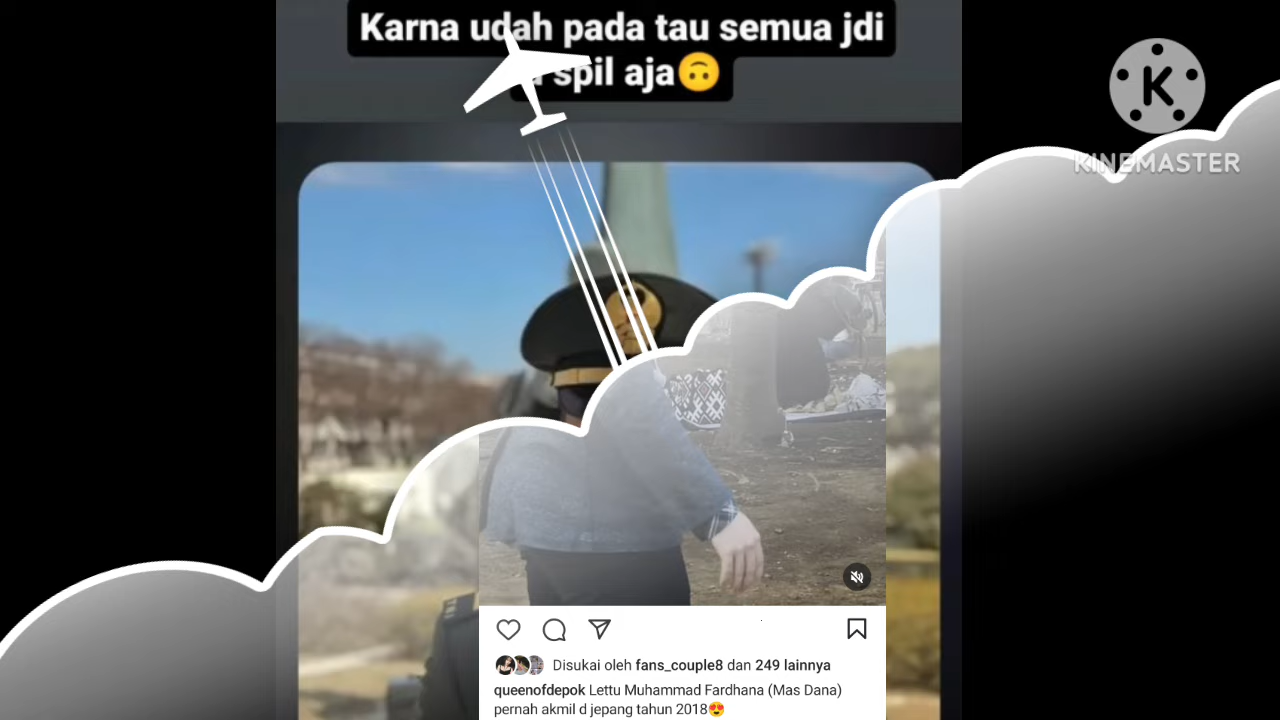 Karna udah pada tau semua jdi
spil aja🙃
K
KINEMASTER
Disukai oleh fans_couple8 dan 249 lainnya
queenofdepok Lettu Muhammad Fardhana (Mas Dana)
pernah akmil d jepang tahun 2018😍